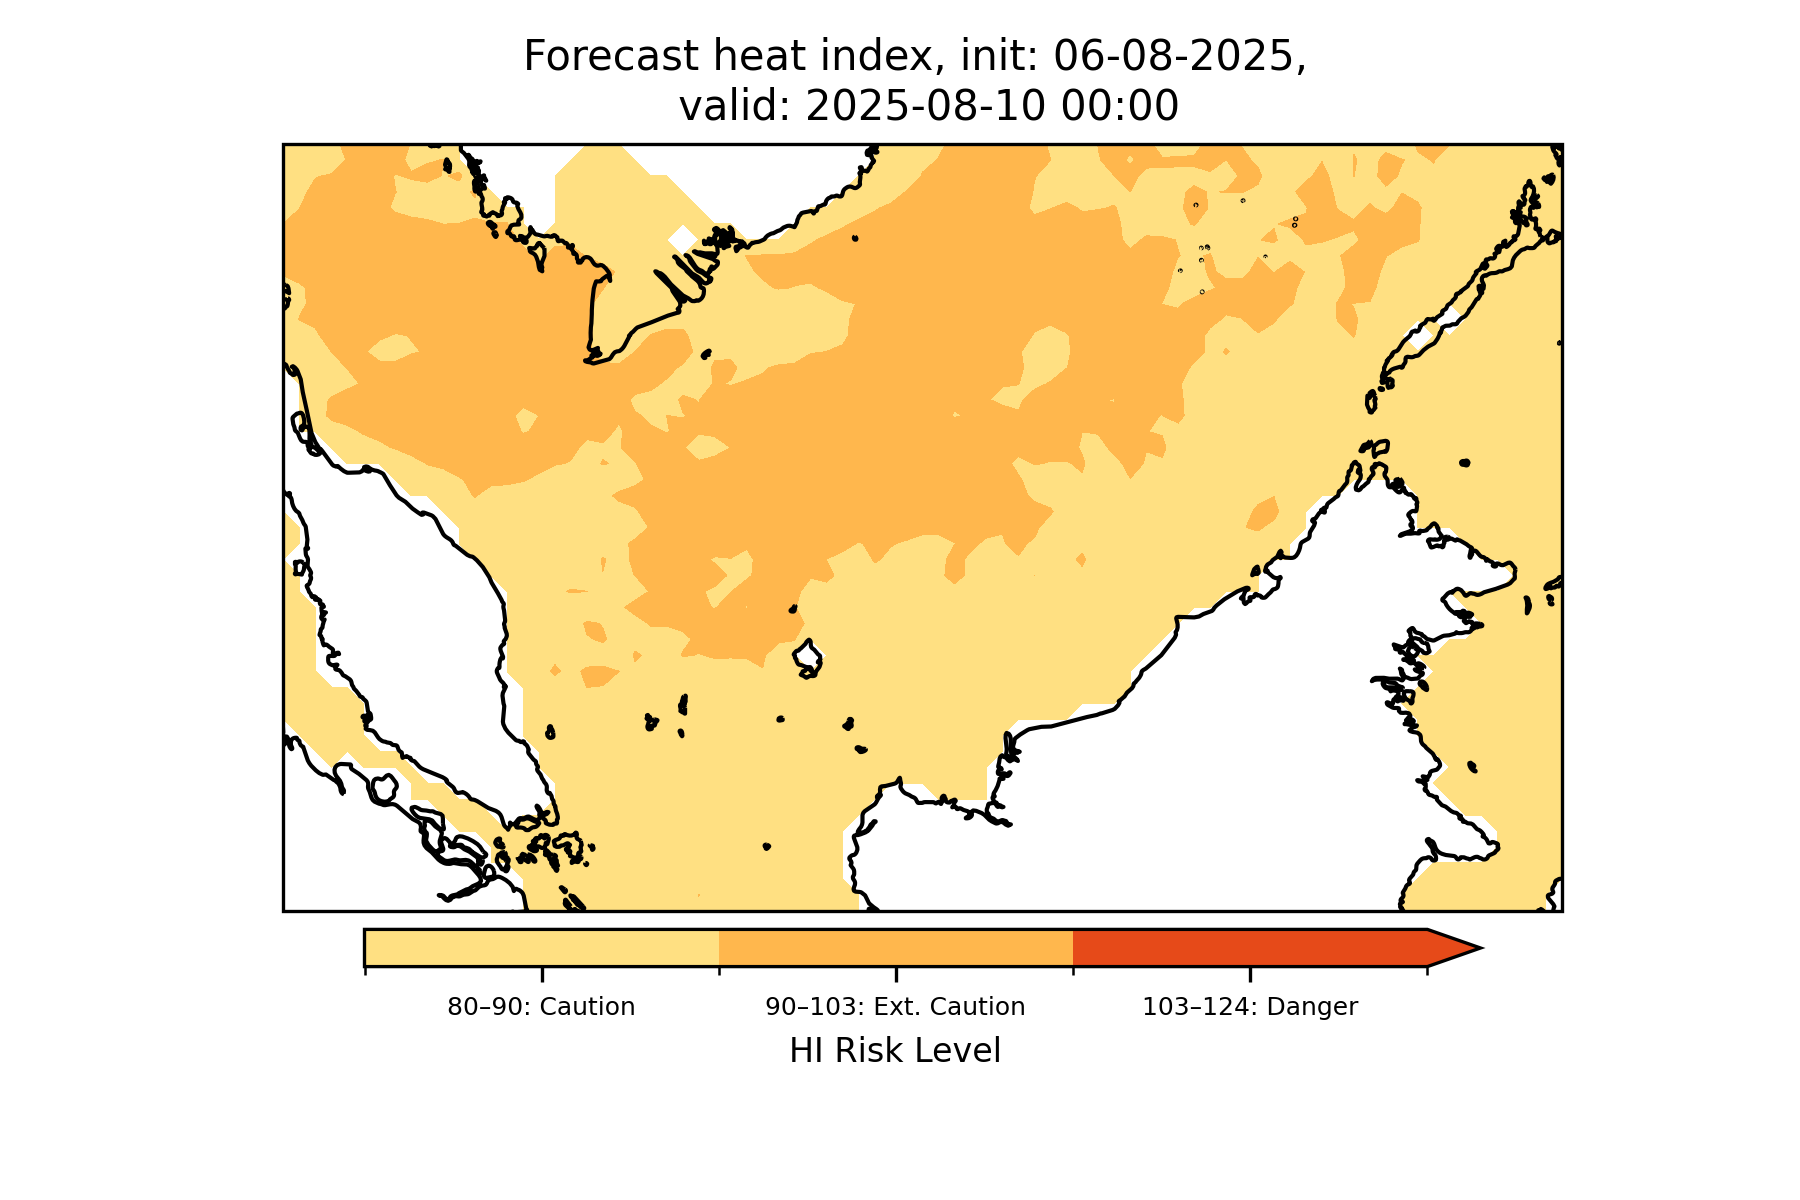 Forecast heat index, init: 06-08-2025,
valid: 2025-08-10 00:00
80–90: Caution
90–103: Ext. Caution
103–124: Danger
HI Risk Level